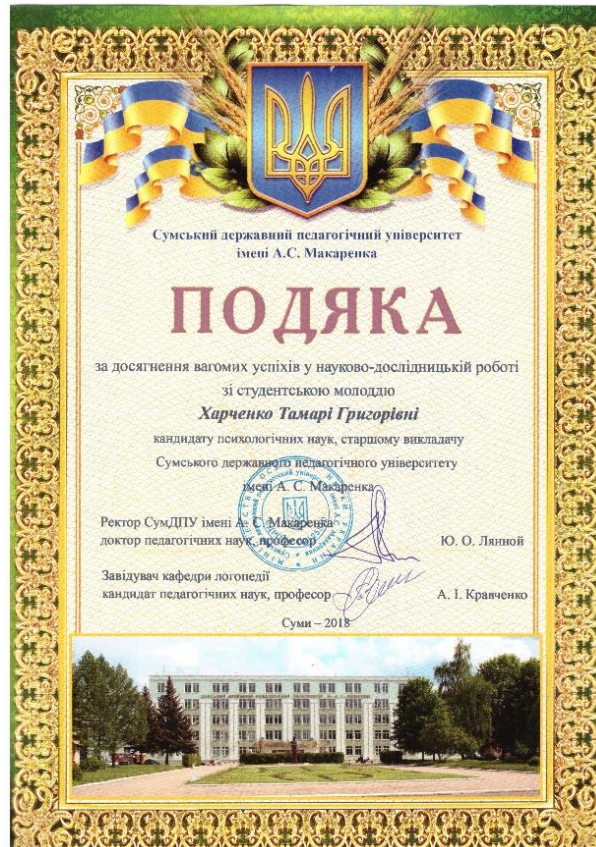 Сумський державний педагогічний університет
імені А.С. Макаренка
ПОДЯКА
за досягнення вагомих успіхів у науково-дослідницькій роботі
зі студентською молоддю
Харченко Тамарі Григорівні
кандидату психологічних наук, старшому викладачу
Сумського державного педагогічного університету
імені А. С. Макаренка
Ректор СумДПУ імені А. С. Макаренка
доктор педагогічних наук, професор Ю. О. Лянной
Завідувач кафедри логопедії
кандидат педагогічних наук, професор А. І. Кравченко
Суми – 2018